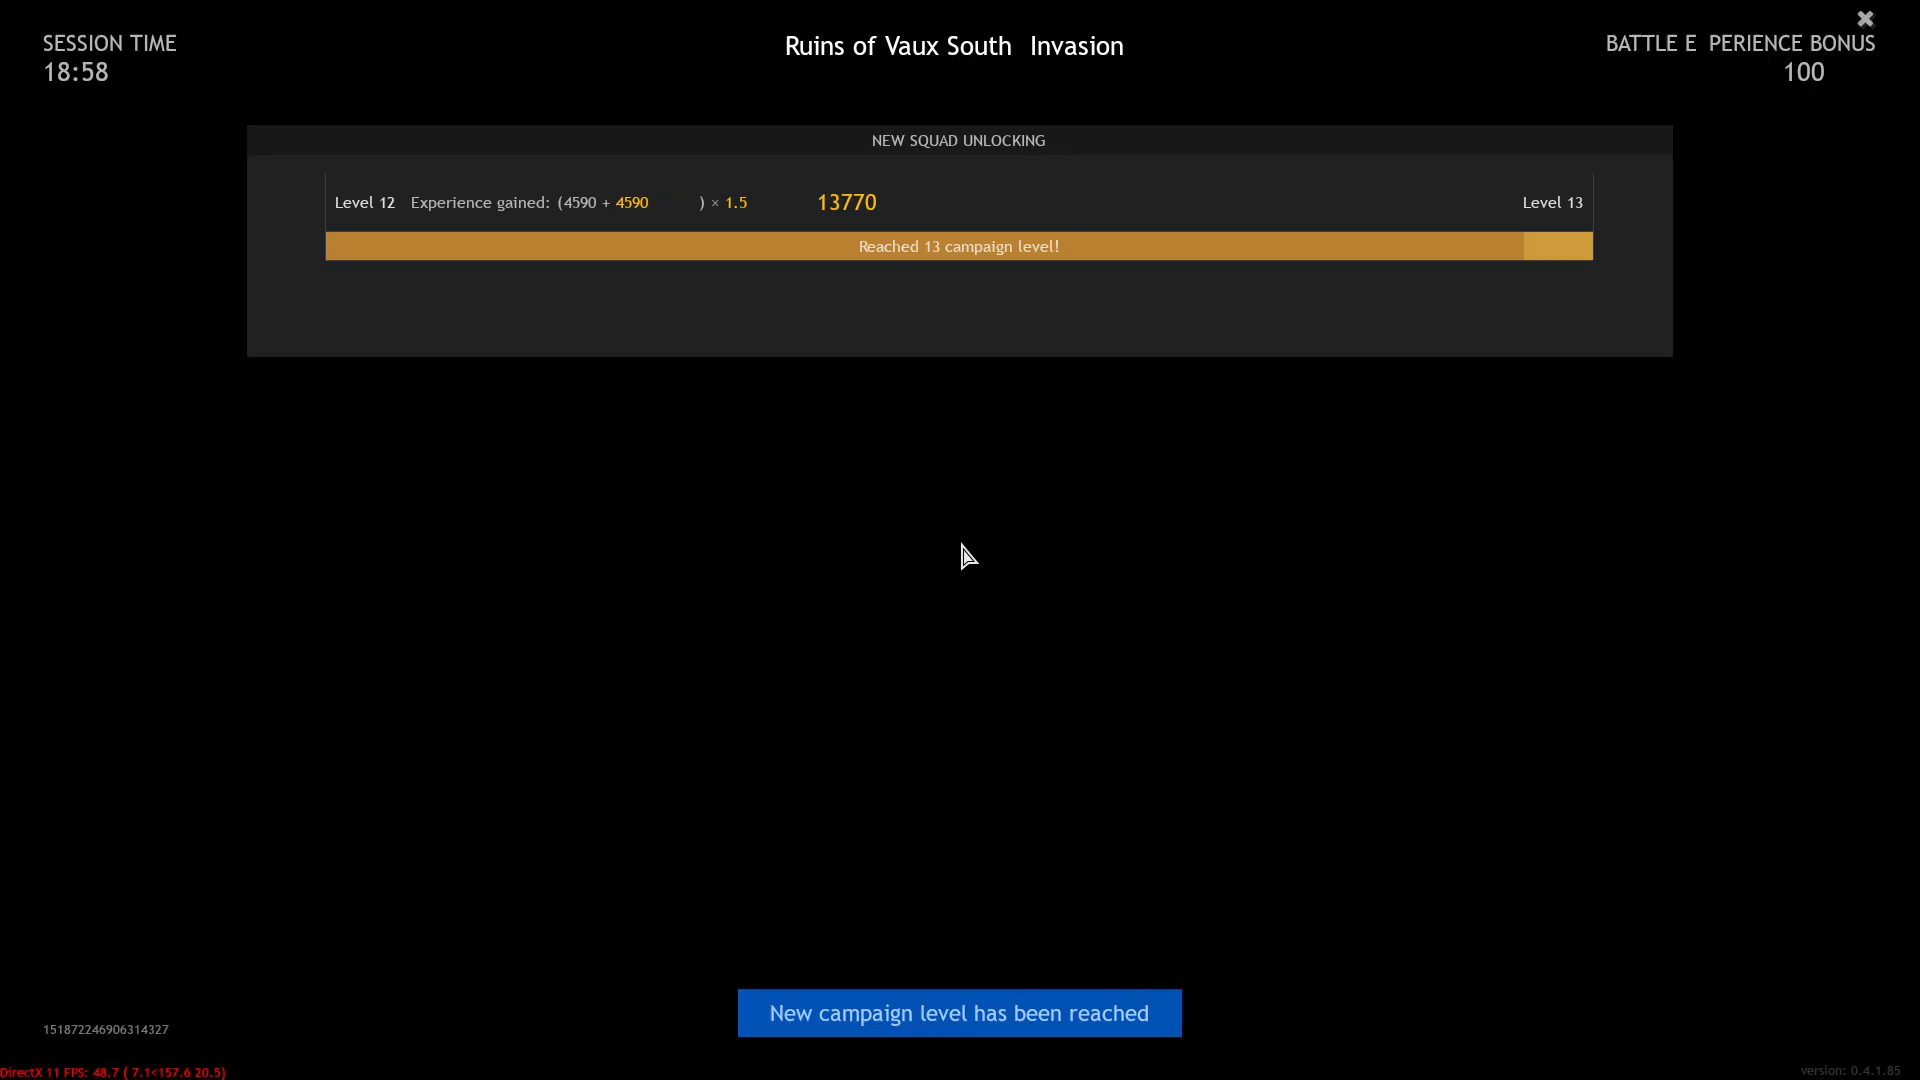 SESSION TIME
18:58
Ruins of Vaux South Invasion
BATTLE E PERIENCE BONUS
100
NEW SQUAD UNLOCKING
Level 12 Experience gained: (4590 + 4590 ) × 1.5 13770 Level 13
Reached 13 campaign level!
New campaign level has been reached
151872246906314327
DirectX 11 FPS: 48.7 ( 7.1<157.6 20.5)
version: 0.4.1.85